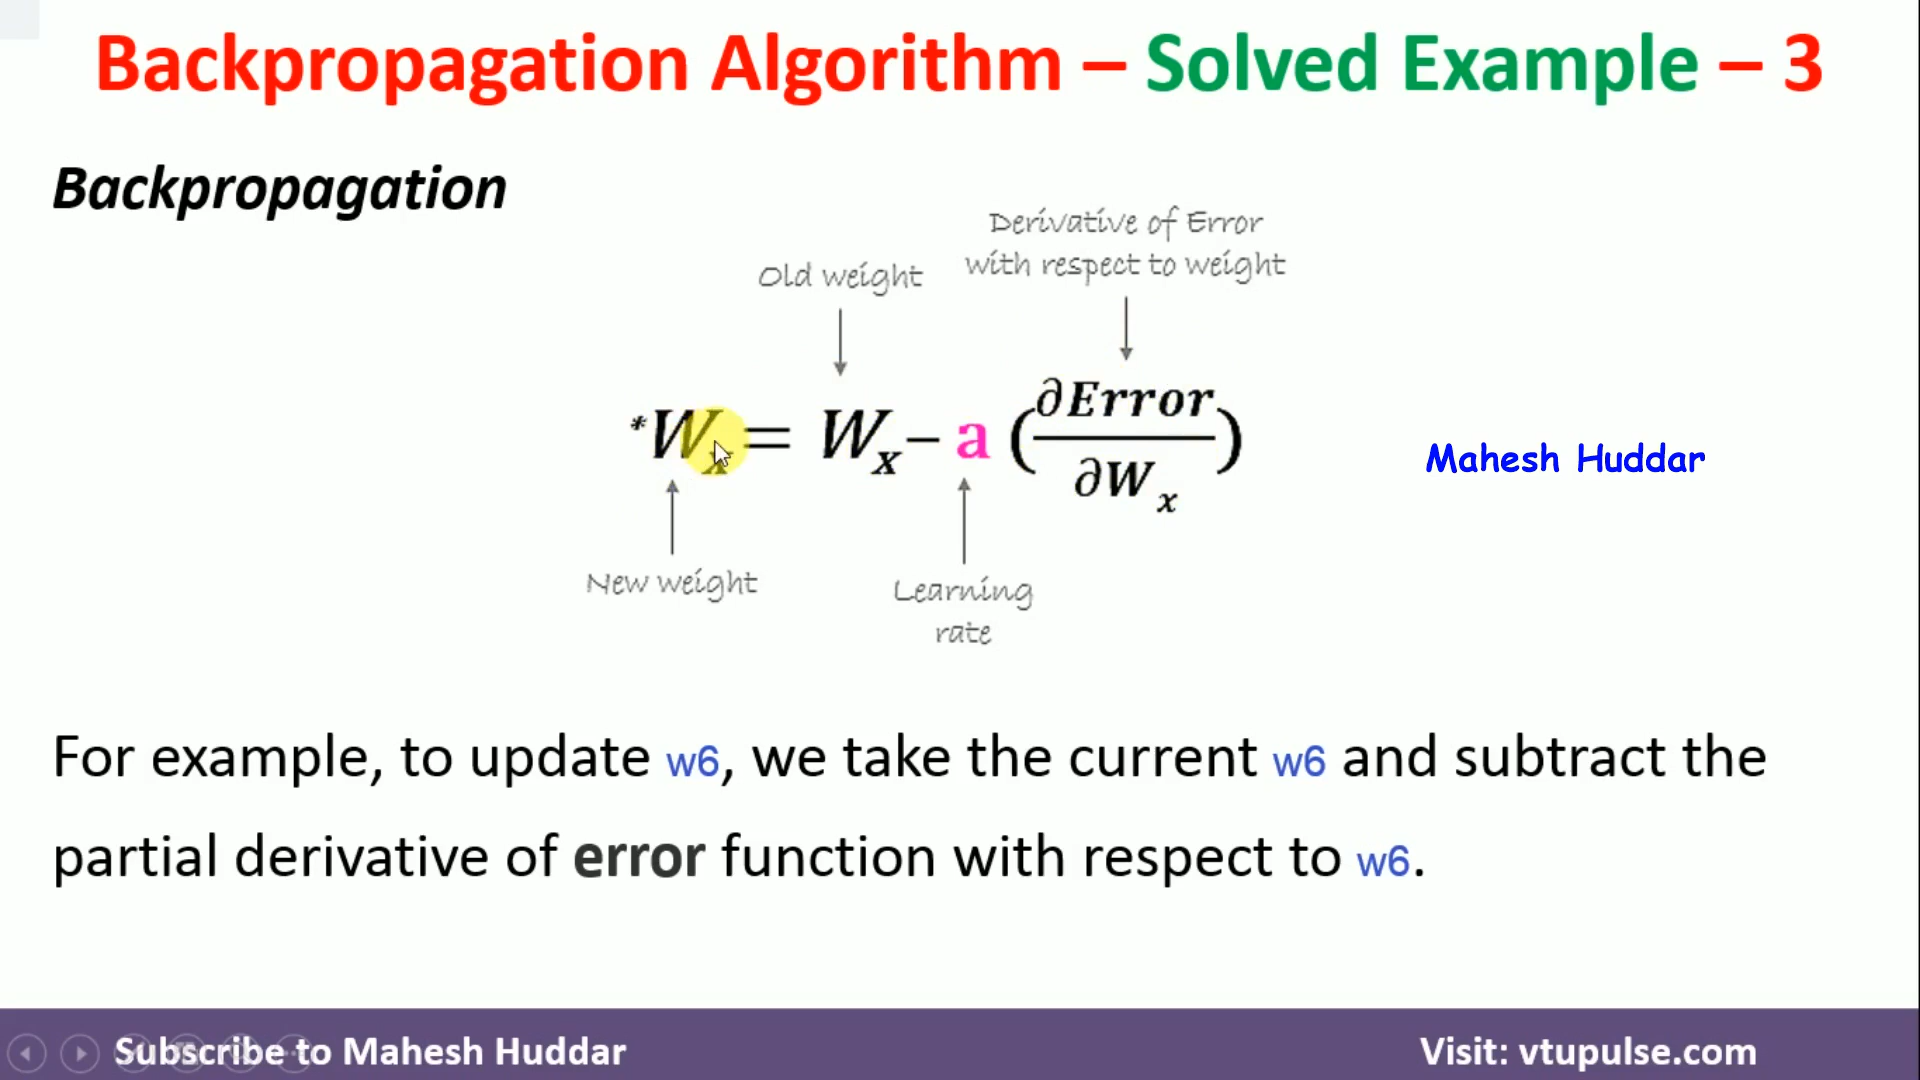 Backpropagation Algorithm – Solved Example – 3
Backpropagation
Derivative of Error
with respect to weight
Old weight
*Wx = Wx – a (∂Error / ∂Wx)
Mahesh Huddar
New weight
Learning
rate
For example, to update w6, we take the current w6 and subtract the
partial derivative of error function with respect to w6.
Subscribe to Mahesh Huddar
Visit: vtupulse.com